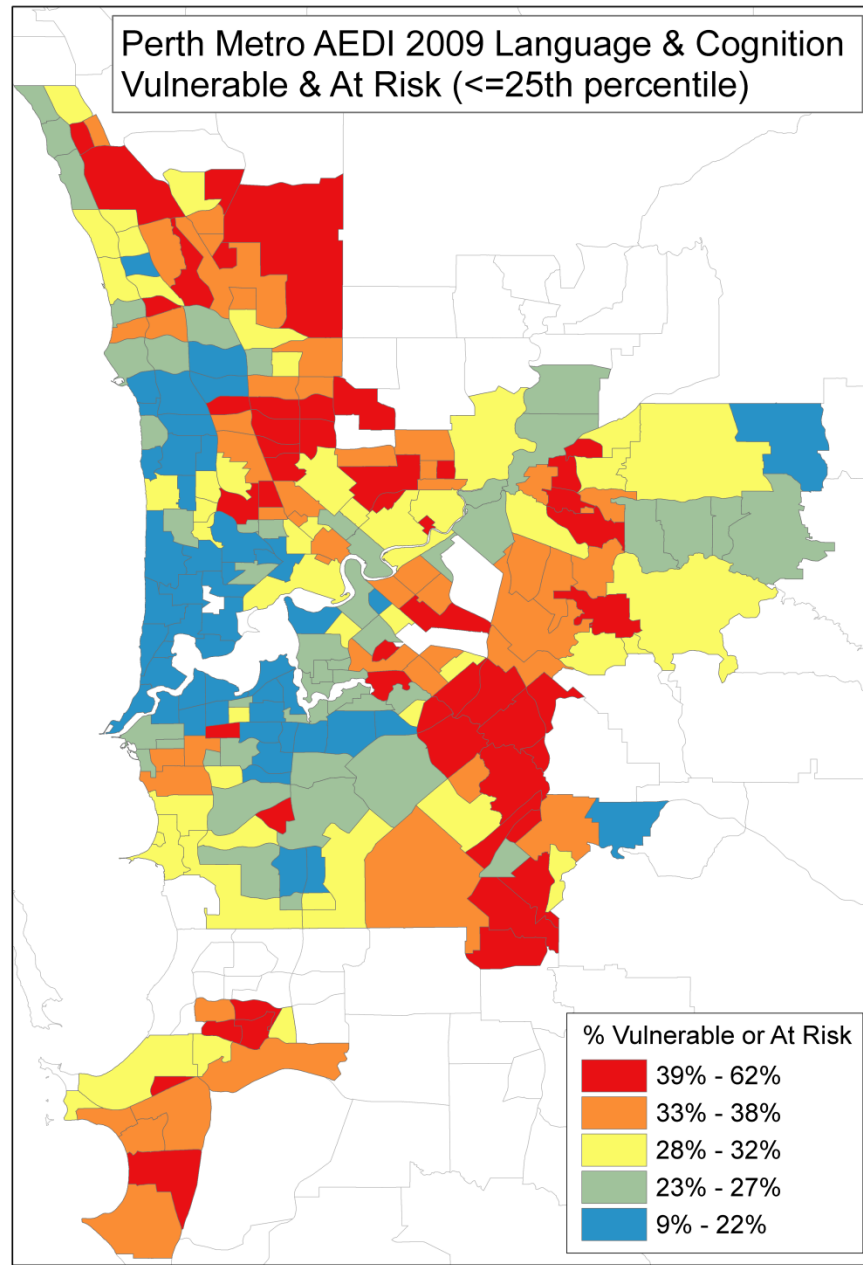 Perth Metro AEDI 2009 Language & Cognition
Vulnerable & At Risk (<=25th percentile)
% Vulnerable or At Risk
39% - 62%
33% - 38%
28% - 32%
23% - 27%
9% - 22%